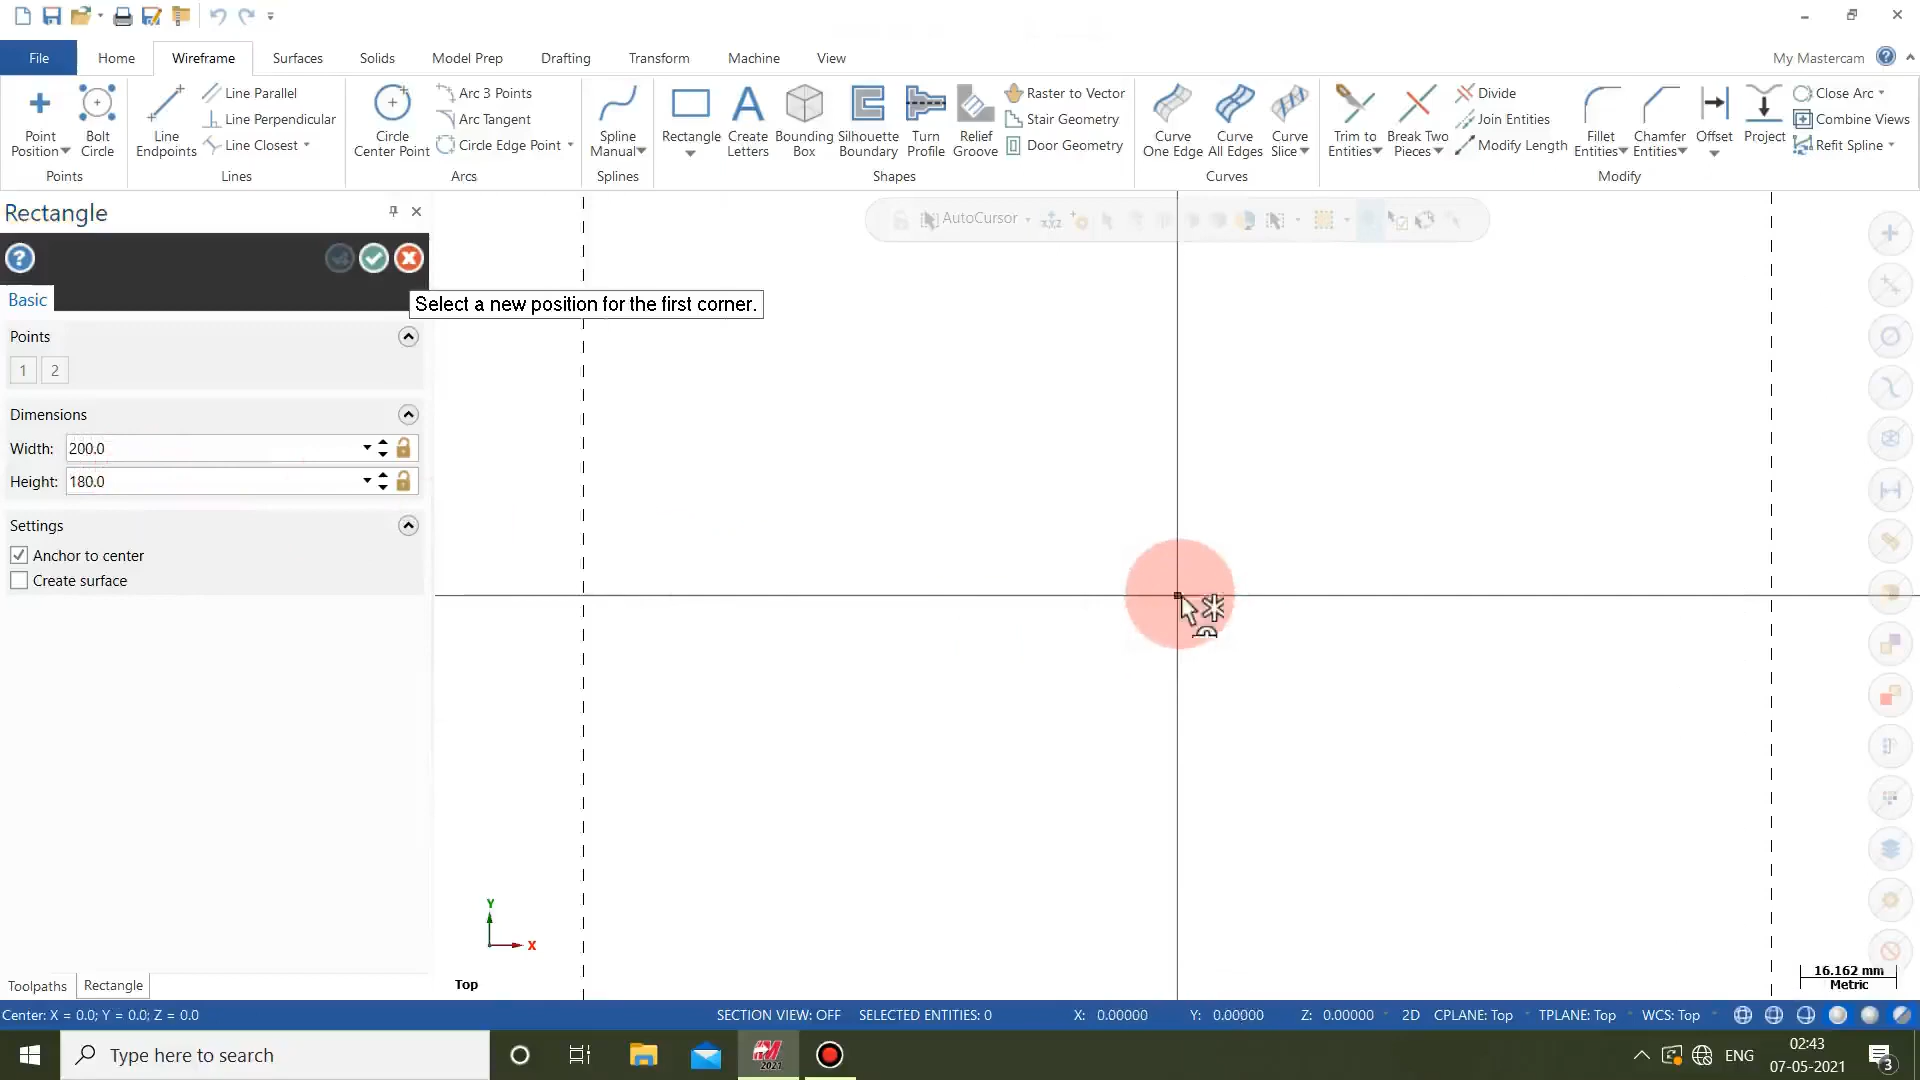 File
Home
Wireframe
Surfaces
Solids
Model Prep
Drafting
Transform
Machine
View
My Mastercam
Point
Position
Bolt
Circle
Points
Line
Endpoints
Line Parallel
Line Perpendicular
Line Closest
Lines
Circle
Center Point
Arc 3 Points
Arc Tangent
Circle Edge Point
Arcs
Spline
Manual
Splines
Rectangle
Create
Letters
Bounding
Box
Silhouette
Boundary
Turn
Profile
Relief
Groove
Raster to Vector
Stair Geometry
Door Geometry
Shapes
Curve
One Edge
Curve
All Edges
Curve
Slice
Curves
Trim to
Entities
Break Two
Pieces
Divide
Join Entities
Modify Length
Fillet
Entities
Chamfer
Entities
Offset
Project
Close Arc
Combine Views
Refit Spline
Modify
Rectangle
AutoCursor
Basic
Select a new position for the first corner.
Points
1
2
Dimensions
Width: 200.0
Height: 180.0
Settings
Anchor to center
Create surface
Y
X
Top
16.162 mm
Metric
Toolpaths
Rectangle
Center: X = 0.0; Y = 0.0; Z = 0.0
SECTION VIEW: OFF
SELECTED ENTITIES: 0
X: 0.00000
Y: 0.00000
Z: 0.00000
2D
CPLANE: Top
TPLANE: Top
WCS: Top
Type here to search
2021
ENG
02:43
07-05-2021
3